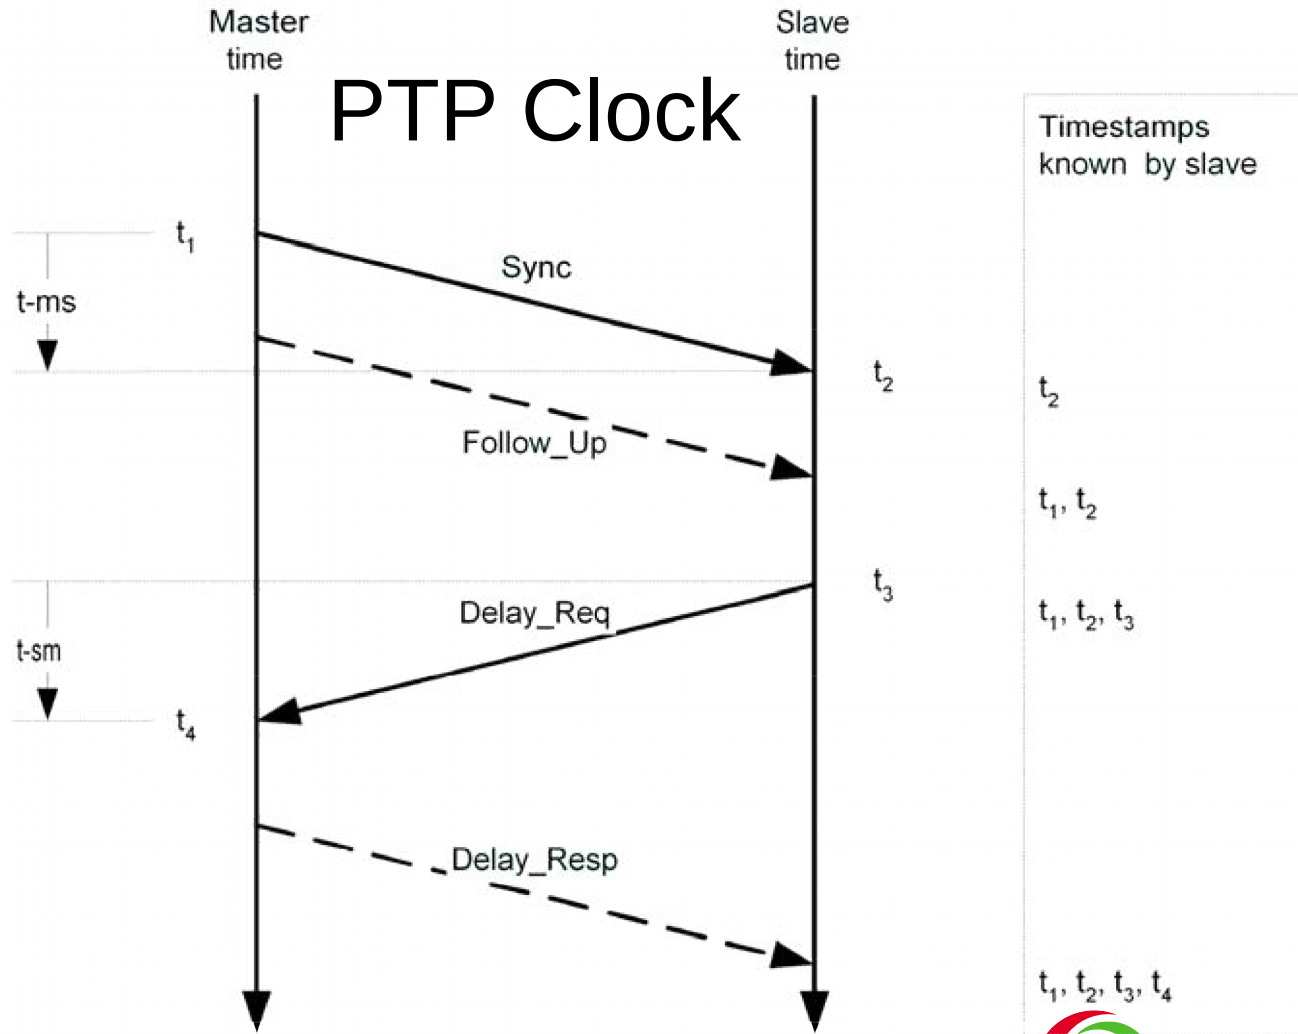 Master
time
Slave
time
PTP Clock
Timestamps
known by slave
t1
Sync
t-ms
t2
t2
Follow_Up
t1, t2
t3
Delay_Req
t1, t2, t3
t-sm
t4
Delay_Resp
t1, t2, t3, t4